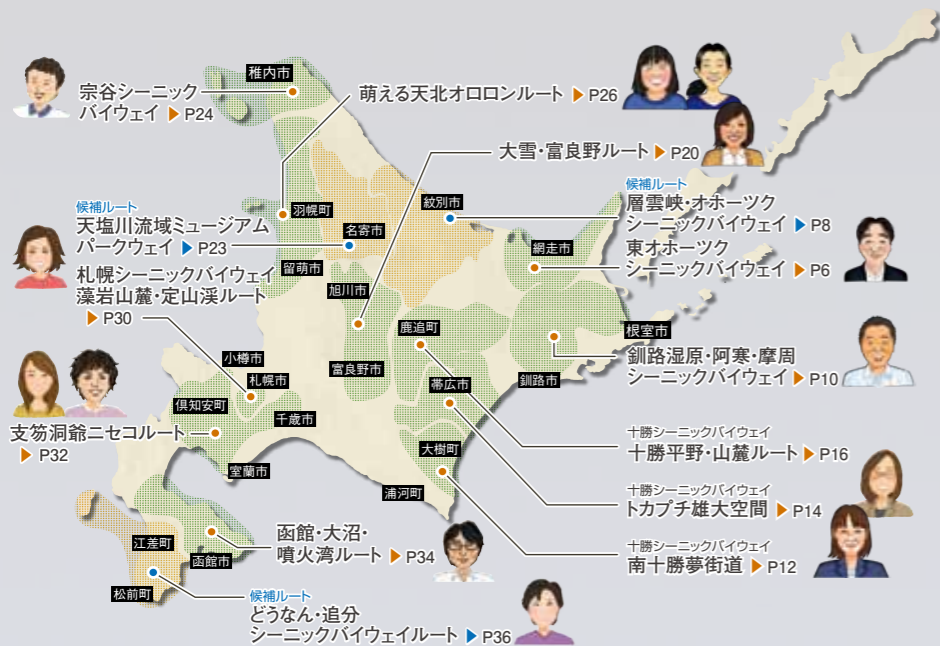 稚内市
宗谷シーニック
バイウェイ ▶ P24
萌える天北オロロンルート ▶ P26
大雪・富良野ルート ▶ P20
候補ルート
層雲峡・オホーツク
シーニックバイウェイ ▶ P8
東オホーツク
シーニックバイウェイ ▶ P6
候補ルート
天塩川流域ミュージアム
パークウェイ ▶ P23
札幌シーニックバイウェイ
藻岩山麓・定山渓ルート
▶ P30
羽幌町
名寄市
紋別市
網走市
留萌市
旭川市
鹿追町
根室市
釧路湿原・阿寒・摩周
シーニックバイウェイ ▶ P10
富良野市
帯広市
釧路市
小樽市
札幌市
倶知安町
千歳市
支笏洞爺ニセコルート
▶ P32
室蘭市
大樹町
浦河町
十勝シーニックバイウェイ
十勝平野・山麓ルート ▶ P16
十勝シーニックバイウェイ
トカプチ雄大空間 ▶ P14
十勝シーニックバイウェイ
南十勝夢街道 ▶ P12
函館・大沼・
噴火湾ルート ▶ P34
江差町
函館市
松前町
候補ルート
どうなん・追分
シーニックバイウェイルート ▶ P36